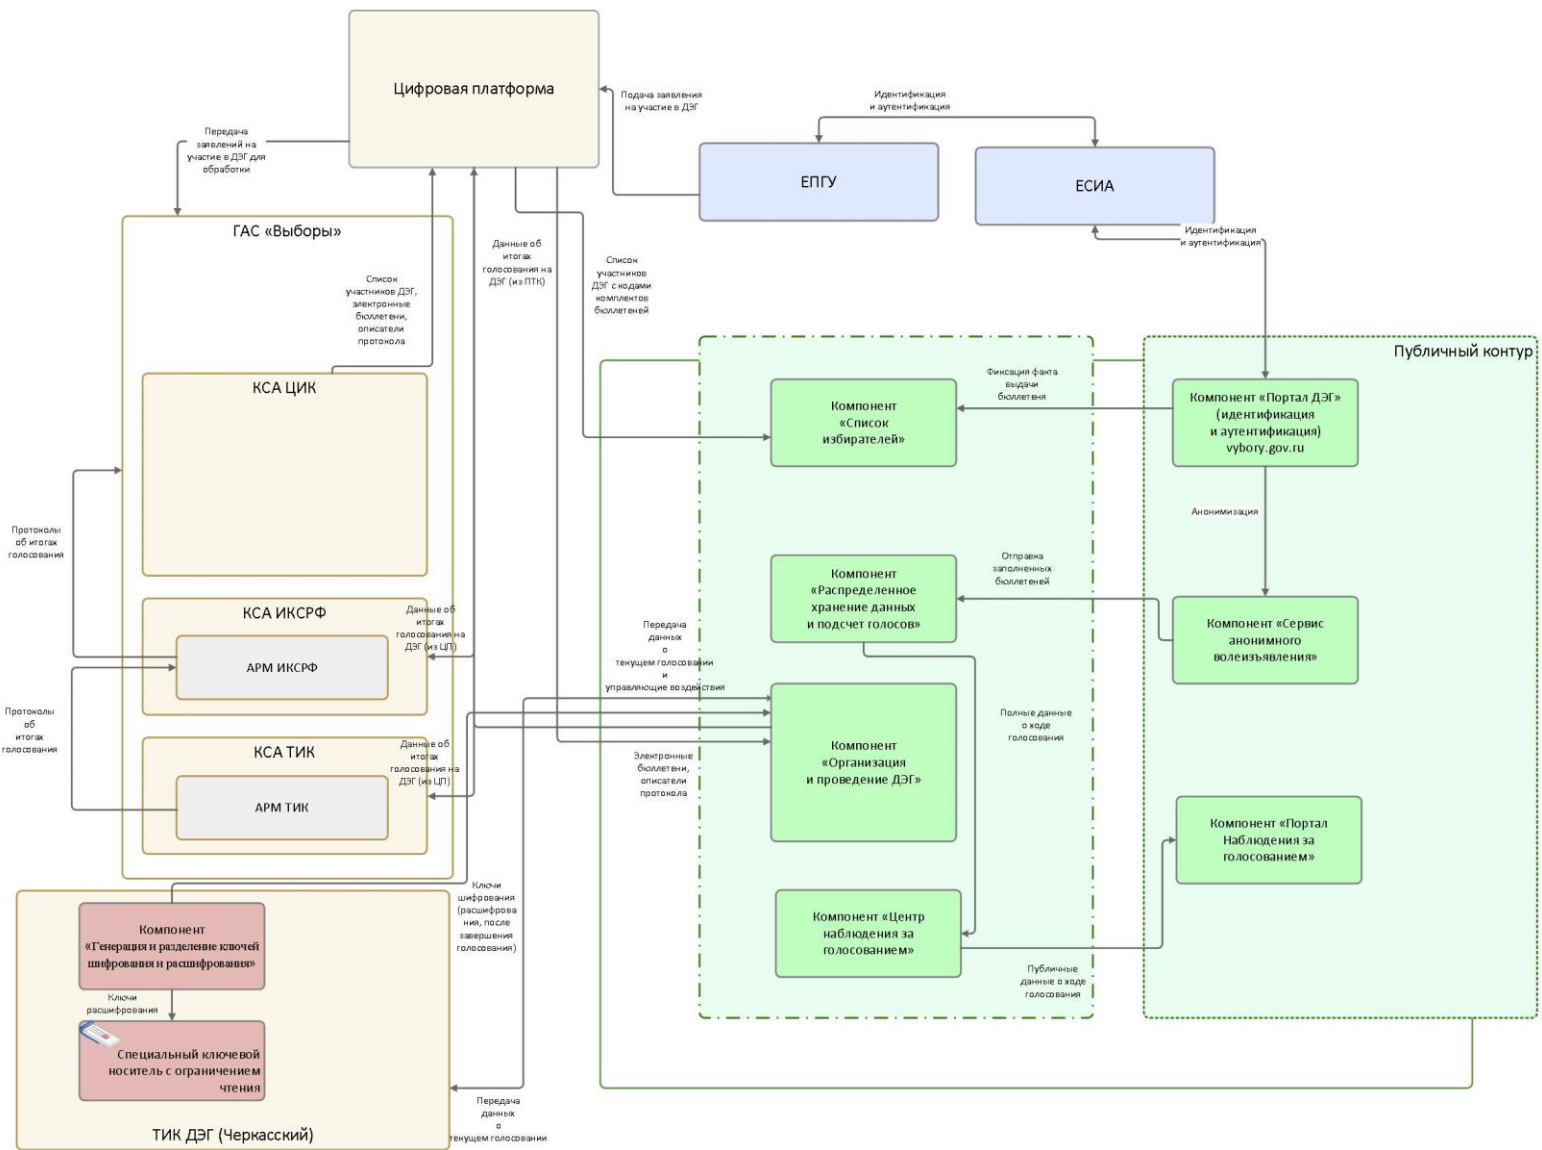 Цифровая платформа
Подача заявления
на участие в ДЭГ
Идентификация
и аутентификация
ЕПГУ
ЕСИА
Передача
заявлений на
участие в ДЭГ для
обработки
ГАС «Выборы»
Данные об
итогах
голосования на
ДЭГ (из ПТК)
Список
участников
ДЭГ с кодами
комплектов
бюллетеней
Идентификация
и аутентификация
Список
участников ДЭГ,
электронные
бюллетени,
описатели
протокола
КСА ЦИК
Публичный контур
Компонент
«Список
избирателей»
Фиксация факта
выдачи
бюллетеня
Компонент «Портал ДЭГ»
(идентификация
и аутентификация)
vybory.gov.ru
Анонимизация
Протоколы
об итогах
голосования
Компонент
«Распределенное
хранение данных
и подсчет голосов»
Отправка
заполненных
бюллетеней
Компонент «Сервис
анонимного
волеизъявления»
КСА ИКСРФ
АРМ ИКСРФ
Данные об
итогах
голосования на
ДЭГ (из ЦП)
Передача
данных
о
текущем голосовании
и
управляющие воздействия
Протоколы
об
итогах
голосования
КСА ТИК
АРМ ТИК
Данные об
итогах
голосования на
ДЭГ (из ЦП)
Электронные
бюллетени,
описатели
протокола
Компонент
«Организация
и проведение ДЭГ»
Полные данные
о ходе
голосования
Компонент «Портал
Наблюдения за
голосованием»
Ключи
шифрования
(расшифрова
ния, после
завершения
голосования)
Компонент
«Генерация и разделение ключей
шифрования и расшифрования»
Компонент «Центр
наблюдения за
голосованием»
Публичные
данные о ходе
голосования
Ключи
расшифрования
Специальный ключевой
носитель с ограничением
чтения
ТИК ДЭГ (Черкасский)
Передача
данных
о
текущем голосовании